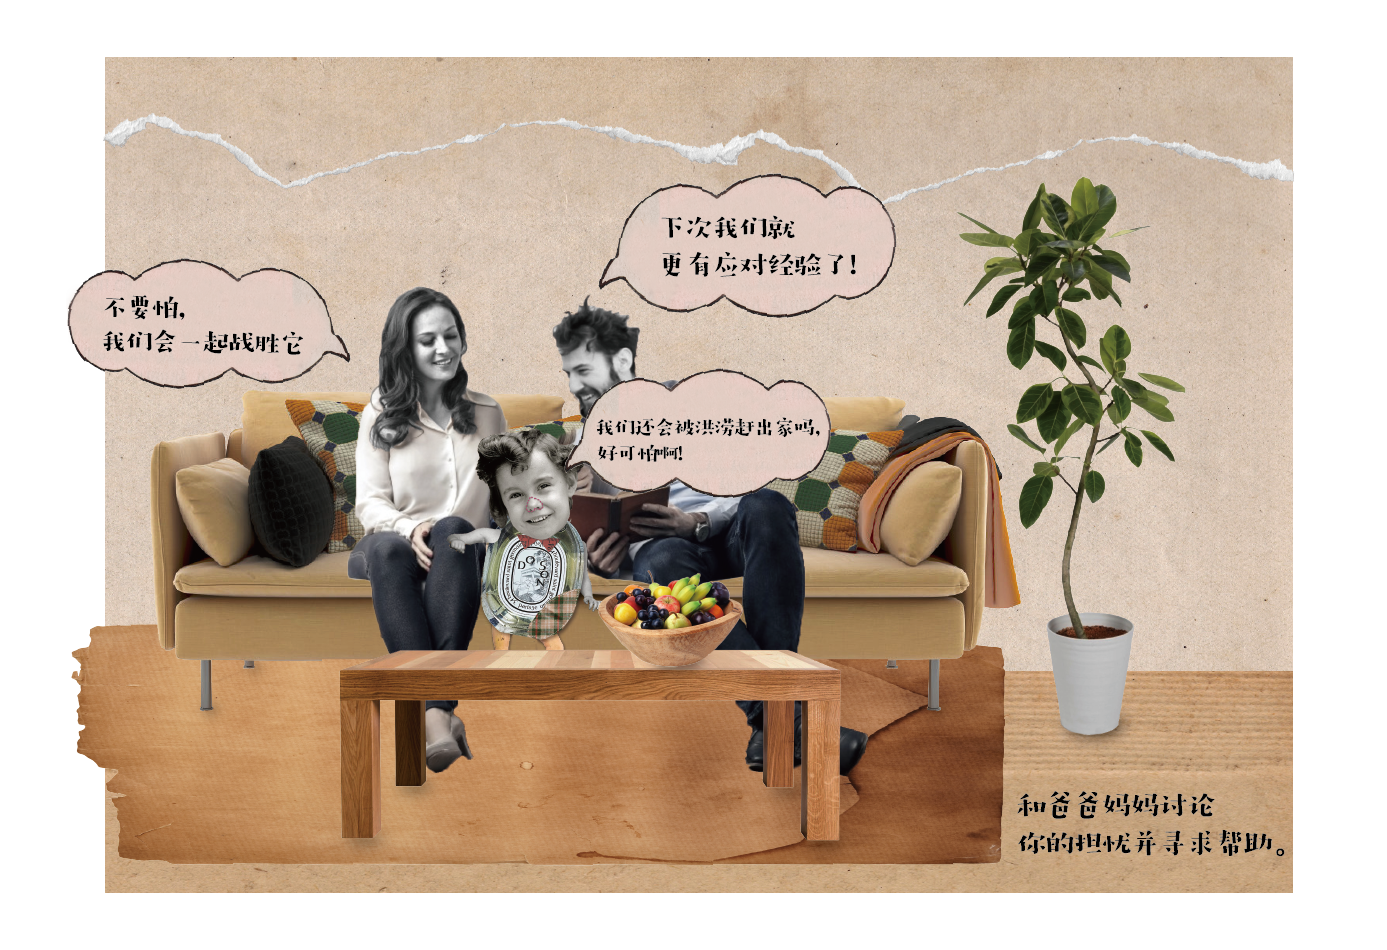 下次我们就
更有应对经验了!
不要怕,
我们会一起战胜它
我们还会被洪涝赶出家吗,
好可怕啊!
DO SON
和爸爸妈妈讨论
你的担忧并寻求帮助。